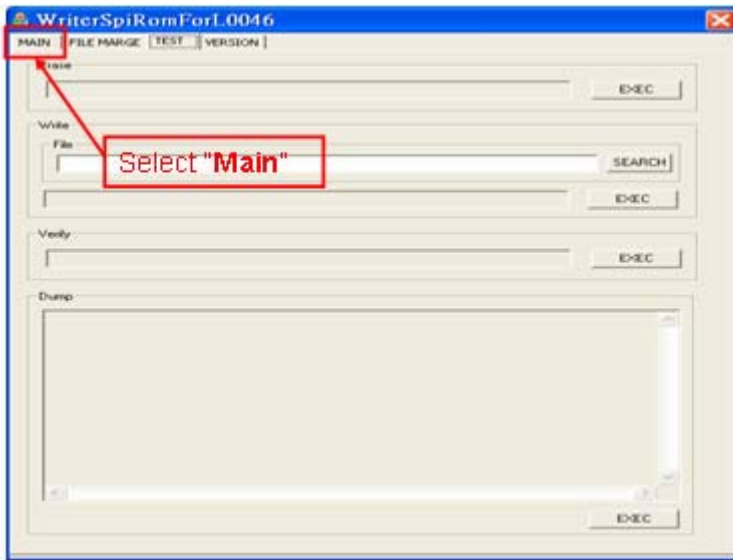 WriterSpiRomForL0046
MAIN FILE MARGE TEST VERSION
Erase
EXEC
Write
File
Select "Main"
SEARCH
EXEC
Verify
EXEC
Dump
EXEC